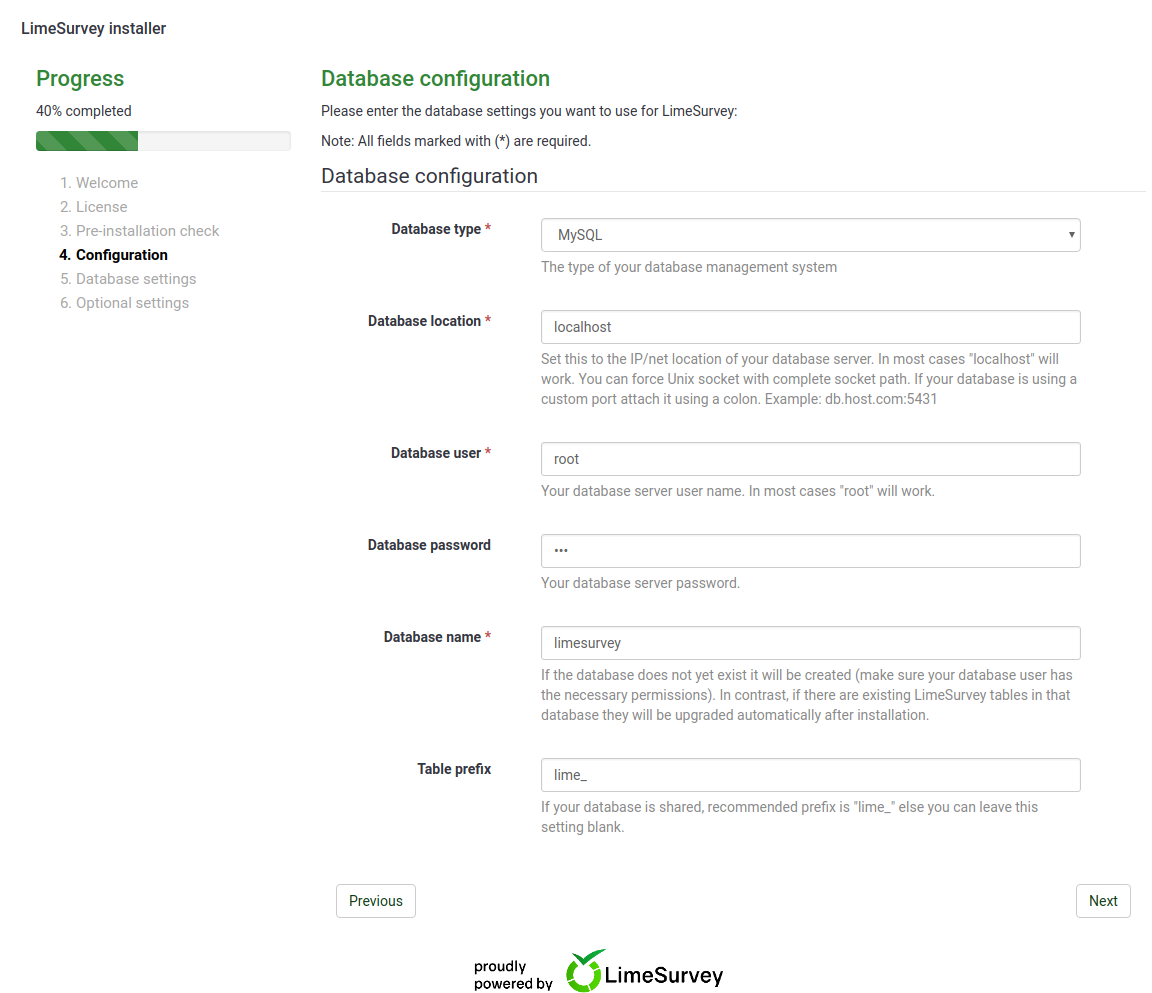 LimeSurvey installer
Progress
40% completed
1. Welcome
2. License
3. Pre-installation check
4. Configuration
5. Database settings
6. Optional settings
Database configuration
Please enter the database settings you want to use for LimeSurvey:
Note: All fields marked with (*) are required.
Database configuration
Database type *
MySQL
The type of your database management system
Database location *
localhost
Set this to the IP/net location of your database server. In most cases "localhost" will
work. You can force Unix socket with complete socket path. If your database is using a
custom port attach it using a colon. Example: db.host.com:5431
Database user *
root
Your database server user name. In most cases "root" will work.
Database password
•••
Your database server password.
Database name *
limesurvey
If the database does not yet exist it will be created (make sure your database user has
the necessary permissions). In contrast, if there are existing LimeSurvey tables in that
database they will be upgraded automatically after installation.
Table prefix
lime_
If your database is shared, recommended prefix is "lime_" else you can leave this
setting blank.
Previous
Next
proudly
powered by
LimeSurvey